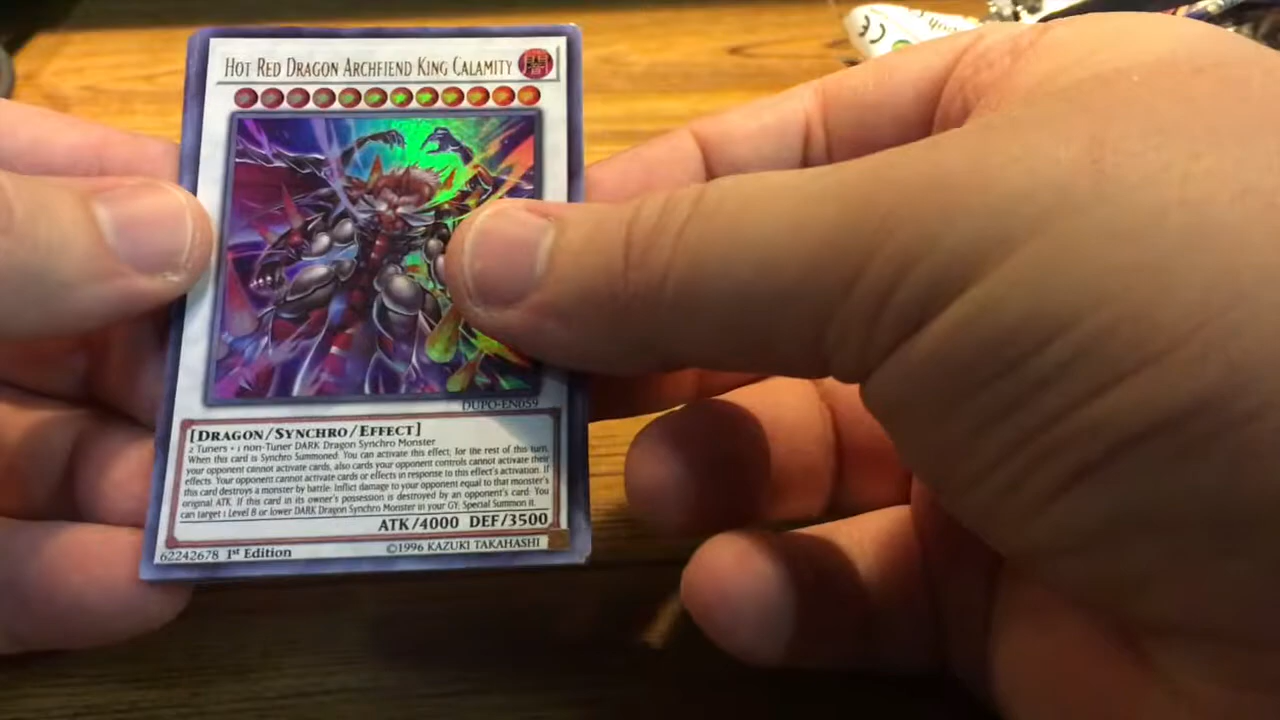 HOT RED DRAGON ARCHFIEND KING CALAMITY
DUPO-EN059
[DRAGON/SYNCHRO/EFFECT]
2 Tuners + 1 non-Tuner DARK Dragon Synchro Monster
When this card is Synchro Summoned: You can activate this effect; for the rest of this turn,
your opponent cannot activate cards, also cards your opponent controls cannot activate their
effects. Your opponent cannot activate cards or effects in response to this effect's activation. If
this card destroys a monster by battle: Inflict damage to your opponent equal to that monster's
original ATK. If this card in its owner's possession is destroyed by an opponent's card: You
can target 1 Level 8 or lower DARK Dragon Synchro Monster in your GY; Special Summon it.
ATK/4000 DEF/3500
62242678 1st Edition ©1996 KAZUKI TAKAHASHI
CE